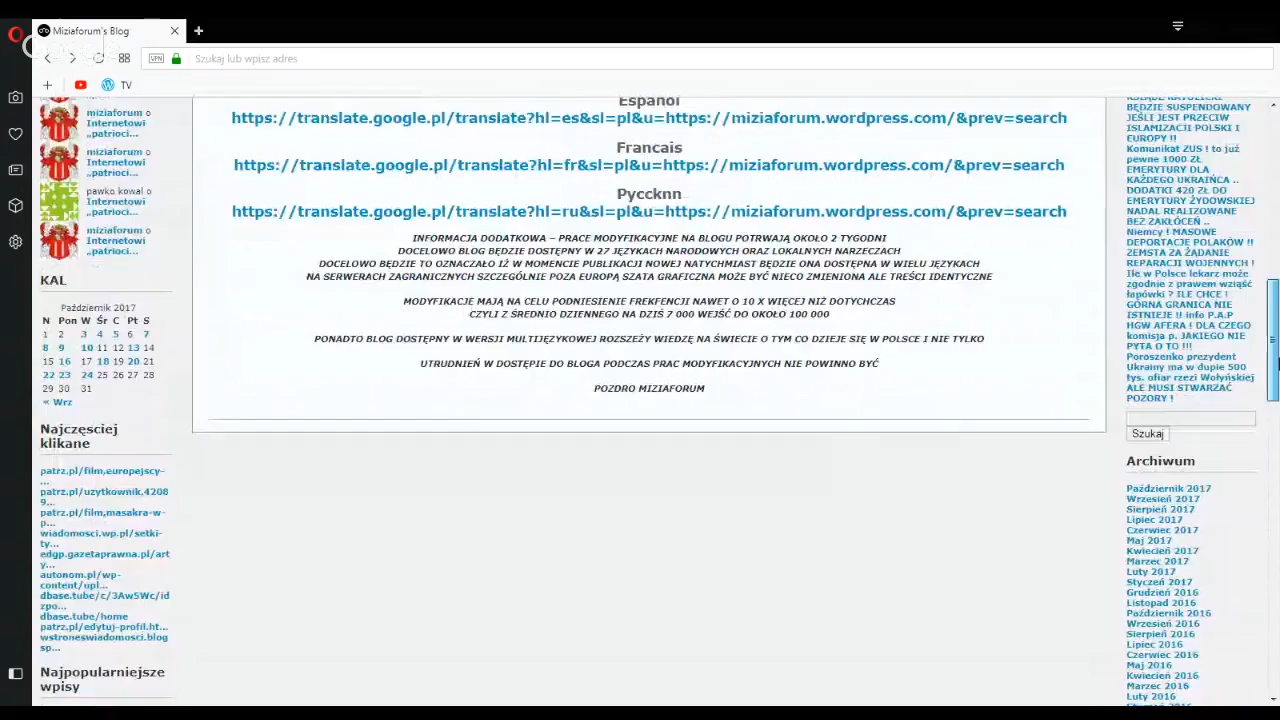 Miziaforum's Blog
VPN
Szukaj lub wpisz adres
TV
miziaforum o
Internetowi
„patrioci...
miziaforum o
Internetowi
„patrioci...
pawko kowal o
Internetowi
„patrioci...
miziaforum o
Internetowi
„patrioci...
KAL
Październik 2017
N Pon W Śr C Pt S
1 2 3 4 5 6 7
8 9 10 11 12 13 14
15 16 17 18 19 20 21
22 23 24 25 26 27 28
29 30 31
« Wrz
Najczęściej
klikane
patrz.pl/film,europejscy-
...
patrz.pl/uzytkownik,4208
9...
patrz.pl/film,masakra-w-
p...
wiadomosci.wp.pl/setki-
ty...
edgp.gazetaprawna.pl/art
y...
autonom.pl/wp-
content/upl...
dbase.tube/c/3Aw5Wc/id
zpo...
dbase.tube/home
patrz.pl/edytuj-profil.ht...
wstroneswiadomosci.blog
sp...
Najpopularniejsze
wpisy
Espanol
https://translate.google.pl/translate?hl=es&sl=pl&u=https://miziaforum.wordpress.com/&prev=search
Francais
https://translate.google.pl/translate?hl=fr&sl=pl&u=https://miziaforum.wordpress.com/&prev=search
Русскпп
https://translate.google.pl/translate?hl=ru&sl=pl&u=https://miziaforum.wordpress.com/&prev=search
INFORMACJA DODATKOWA – PRACE MODYFIKACYJNE NA BLOGU POTRWAJĄ OKOŁO 2 TYGODNI
DOCELOWO BLOG BĘDZIE DOSTĘPNY W 27 JĘZYKACH NARODOWYCH ORAZ LOKALNYCH NARZECZACH
DOCELOWO BĘDZIE TO OZNACZAŁO IŻ W MOMENCIE PUBLIKACJI NOWEJ NATYCHMIAST BĘDZIE ONA DOSTĘPNA W WIELU JĘZYKACH
NA SERWERACH ZAGRANICZNYCH SZCZEGÓLNIE POZA EUROPĄ SZATA GRAFICZNA MOŻE BYĆ NIECO ZMIENIONA ALE TREŚCI IDENTYCZNE
MODYFIKACJE MAJĄ NA CELU PODNIESIENIE FREKFENCJI NAWET O 10 X WIĘCEJ NIŻ DOTYCHCZAS
CZYLI Z ŚREDNIO DZIENNEGO NA DZIŚ 7 000 WEJŚĆ DO OKOŁO 100 000
PONADTO BLOG DOSTĘPNY W WERSJI MULTIJĘZYKOWEJ ROZSZEŻY WIEDZĘ NA ŚWIECIE O TYM CO DZIEJE SIĘ W POLSCE I NIE TYLKO
UTRUDNIEŃ W DOSTĘPIE DO BLOGA PODCZAS PRAC MODYFIKACYJNYCH NIE POWINNO BYĆ
POZDRO MIZIAFORUM
KSIĄDZ KATOLICKI
BĘDZIE SUSPENDOWANY
JEŚLI JEST PRZECIW
ISLAMIZACJI POLSKI I
EUROPY !!
Komunikat ZUS ! to już
pewne 1000 ZŁ
EMERYTURY DLA
KAŻDEGO UKRAIŃCA ..
DODATKI 420 ZŁ DO
EMERYTURY ŻYDOWSKIEJ
NADAL REALIZOWANE
BEZ ZAKŁÓCEŃ ..
Niemcy ! MASOWE
DEPORTACJE POLAKÓW !!
ZEMSTA ZA ŻĄDANIE
REPARACJI WOJENNYCH !
Ile w Polsce lekarz może
zgodnie z prawem wziąść
łapówki ? ILE CHCE !
GÓRNA GRANICA NIE
ISTNIEJE !! info P.A.P
HGW AFERA ! DLA CZEGO
komisja p. JAKIEGO NIE
PYTA O TO !!!
Poroszenko prezydent
Ukrainy ma w dupie 500
tys. ofiar rzezi Wołyńskiej
ALE MUSI STWARZAĆ
POZORY !
Szukaj
Archiwum
Październik 2017
Wrzesień 2017
Sierpień 2017
Lipiec 2017
Czerwiec 2017
Maj 2017
Kwiecień 2017
Marzec 2017
Luty 2017
Styczeń 2017
Grudzień 2016
Listopad 2016
Październik 2016
Wrzesień 2016
Sierpień 2016
Lipiec 2016
Czerwiec 2016
Maj 2016
Kwiecień 2016
Marzec 2016
Luty 2016